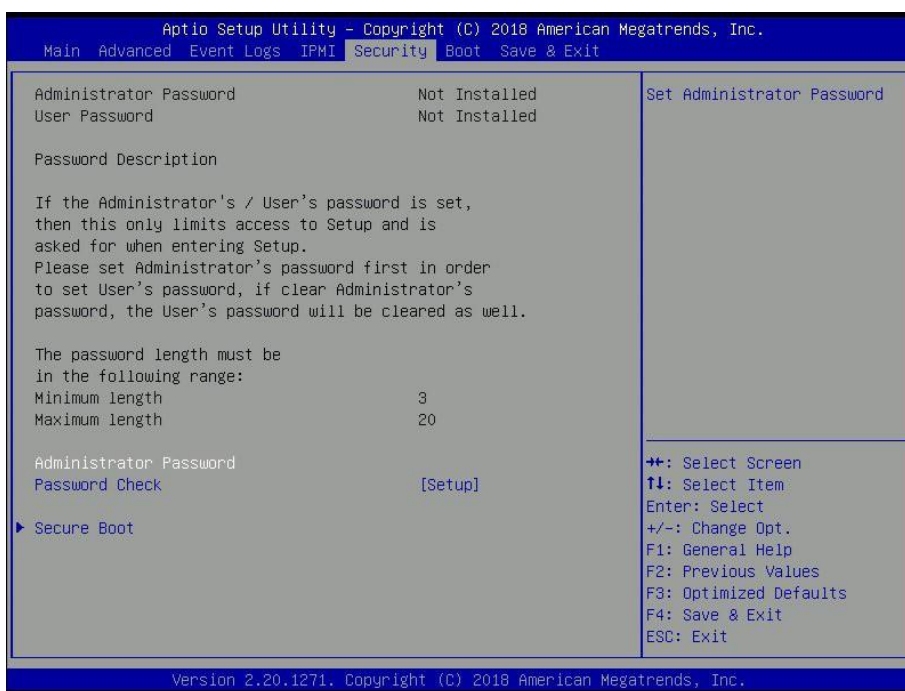 Aptio Setup Utility – Copyright (C) 2018 American Megatrends, Inc.
Main Advanced Event Logs IPMI Security Boot Save & Exit
Administrator Password Not Installed
User Password Not Installed
Password Description
If the Administrator's / User's password is set,
then this only limits access to Setup and is
asked for when entering Setup.
Please set Administrator's password first in order
to set User's password, if clear Administrator's
password, the User's password will be cleared as well.
The password length must be
in the following range:
Minimum length 3
Maximum length 20
Administrator Password
Password Check [Setup]
▶ Secure Boot
Set Administrator Password
→←: Select Screen
↑↓: Select Item
Enter: Select
+/-: Change Opt.
F1: General Help
F2: Previous Values
F3: Optimized Defaults
F4: Save & Exit
ESC: Exit
Version 2.20.1271. Copyright (C) 2018 American Megatrends, Inc.